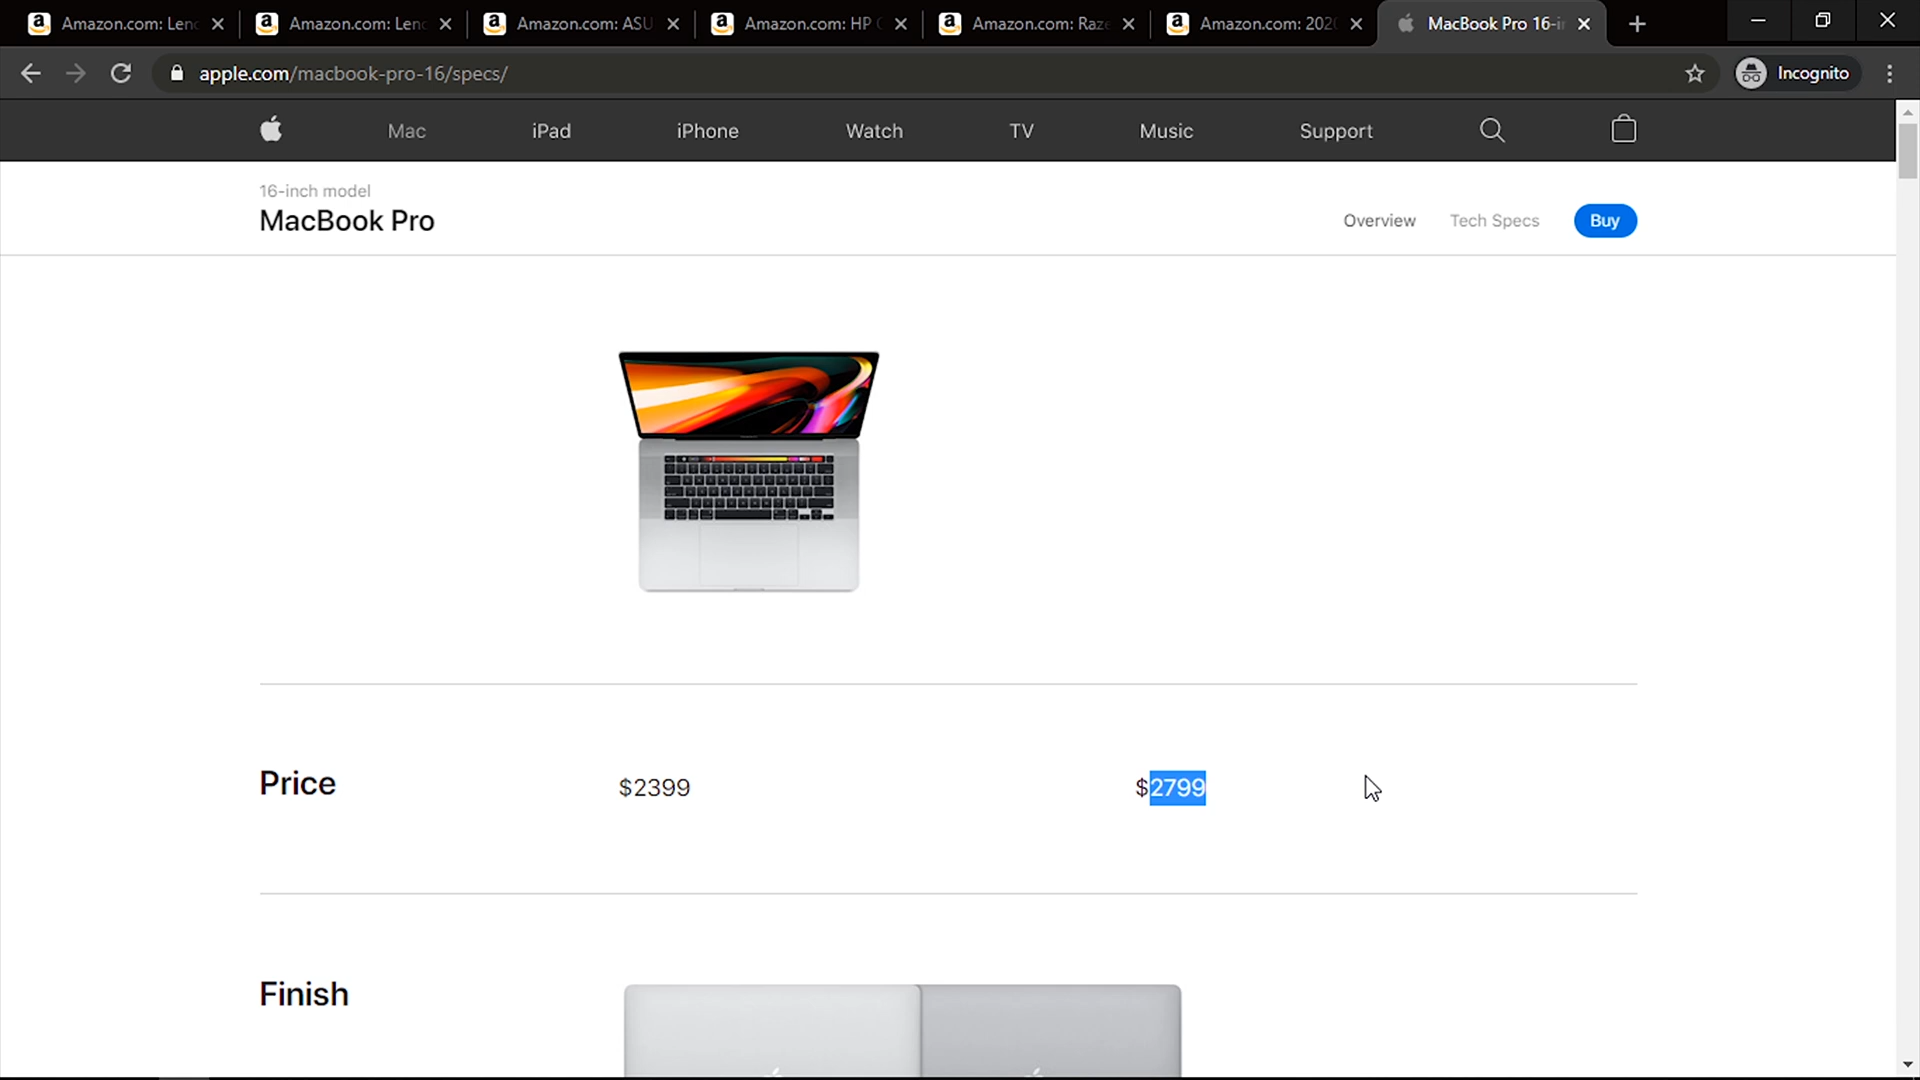 Amazon.com: Len
Amazon.com: Len
Amazon.com: ASU
Amazon.com: HP
Amazon.com: Raze
Amazon.com: 202
MacBook Pro 16-i
apple.com/macbook-pro-16/specs/
Incognito
Mac
iPad
iPhone
Watch
TV
Music
Support
16-inch model
MacBook Pro
Overview
Tech Specs
Buy
Price
$2399
$2799
Finish